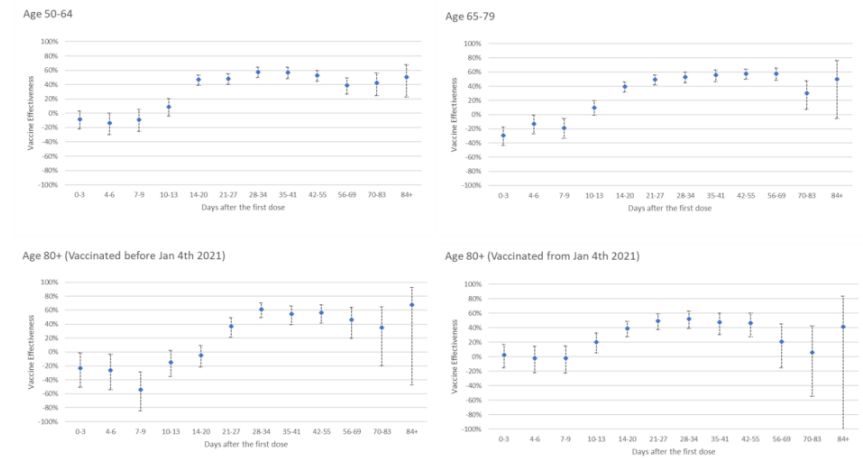 Age 50-64
100%
80%
60%
40%
20%
0%
-20%
-40%
-60%
-80%
-100%
Vaccine Effectiveness
0-3 4-6 7-9 10-13 14-20 21-27 28-34 35-41 42-55 56-69 70-83 84+
Days after the first dose
Age 65-79
100%
80%
60%
40%
20%
0%
-20%
-40%
-60%
-80%
-100%
Vaccine Effectiveness
0-3 4-6 7-9 10-13 14-20 21-27 28-34 35-41 42-55 56-69 70-83 84+
Days after the first dose
Age 80+ (Vaccinated before Jan 4th 2021)
100%
80%
60%
40%
20%
0%
-20%
-40%
-60%
-80%
-100%
Vaccine Effectiveness
0-3 4-6 7-9 10-13 14-20 21-27 28-34 35-41 42-55 56-69 70-83 84+
Days after the first dose
Age 80+ (Vaccinated from Jan 4th 2021)
100%
80%
60%
40%
20%
0%
-20%
-40%
-60%
-80%
-100%
Vaccine Effectiveness
0-3 4-6 7-9 10-13 14-20 21-27 28-34 35-41 42-55 56-69 70-83 84+
Days after the first dose